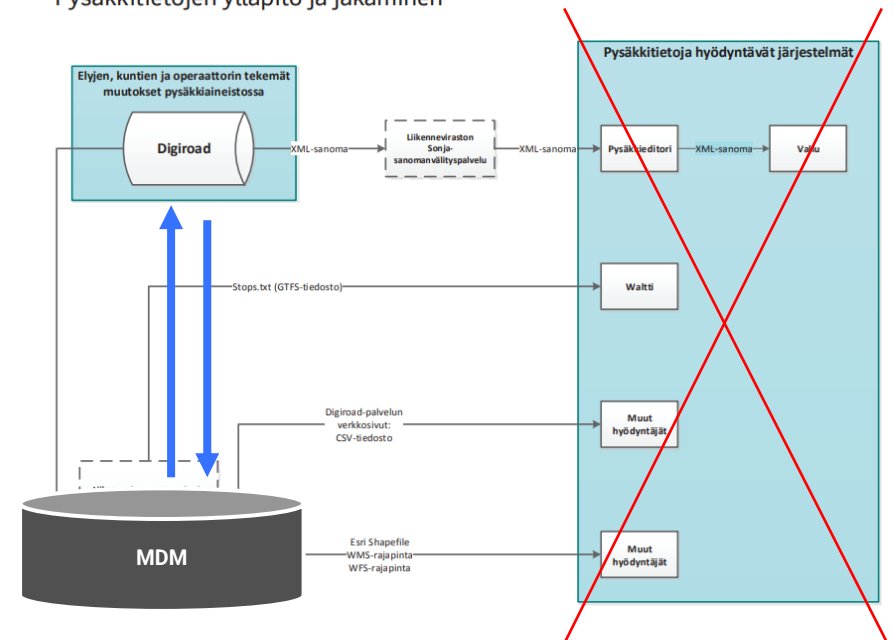 Pysäkkitietojen ylläpito ja jakaminen
Pysäkkitietoja hyödyntävät järjestelmät
Elyjen, kuntien ja operaattorin tekemät
muutokset pysäkkiaineistossa
Digiroad
XML-sanoma
Liikenneviraston
Sonja-
sanomanvälityspalvelu
XML-sanoma
Pysäkkieditori
XML-sanoma
Vallu
Stops.txt (GTFS-tiedosto)
Waltti
Digiroad-palvelun
verkkosivut:
CSV-tiedosto
Muut
hyödyntäjät
MDM
Esri Shapefile
WMS-rajapinta
WFS-rajapinta
Muut
hyödyntäjät